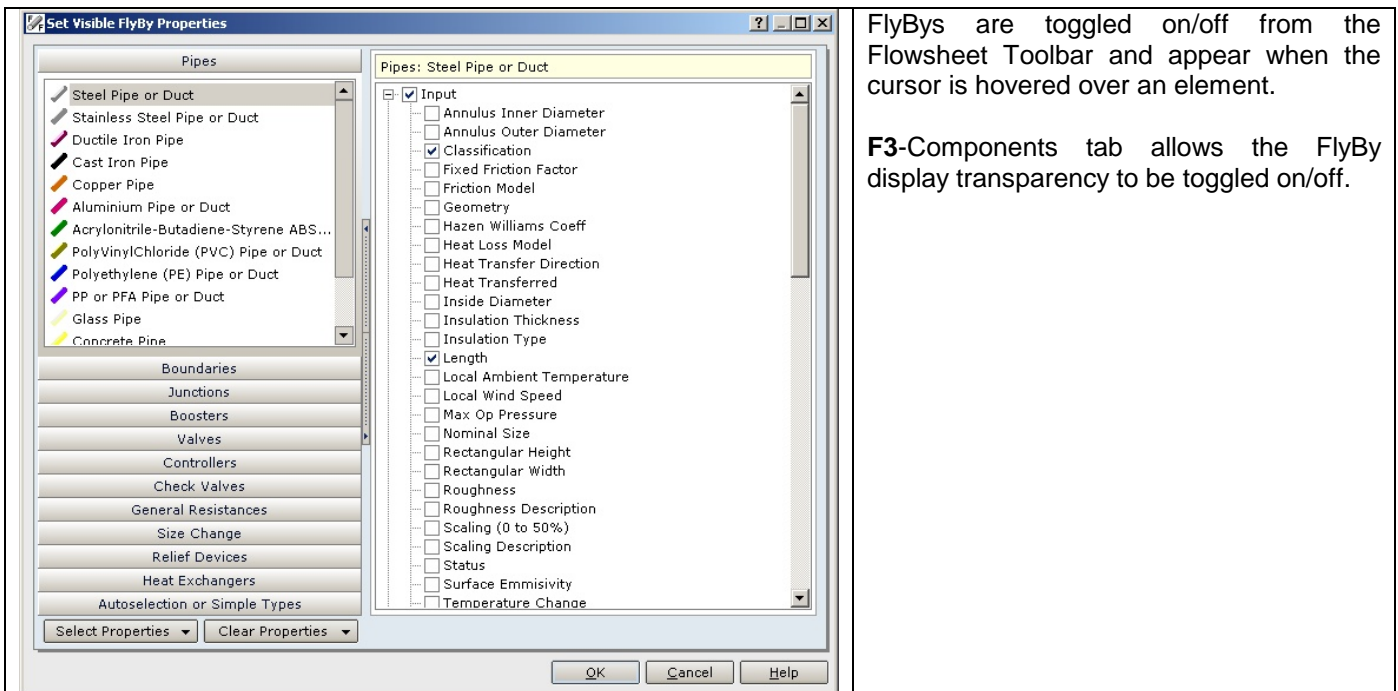 Set Visible FlyBy Properties
Pipes
Steel Pipe or Duct
Stainless Steel Pipe or Duct
Ductile Iron Pipe
Cast Iron Pipe
Copper Pipe
Aluminium Pipe or Duct
Acrylonitrile-Butadiene-Styrene ABS...
PolyVinylChloride (PVC) Pipe or Duct
Polyethylene (PE) Pipe or Duct
PP or PFA Pipe or Duct
Glass Pipe
Concrete Pipe
Boundaries
Junctions
Boosters
Valves
Controllers
Check Valves
General Resistances
Size Change
Relief Devices
Heat Exchangers
Autoselection or Simple Types
Select Properties
Clear Properties
Pipes: Steel Pipe or Duct
Input
Annulus Inner Diameter
Annulus Outer Diameter
Classification
Fixed Friction Factor
Friction Model
Geometry
Hazen Williams Coeff
Heat Loss Model
Heat Transfer Direction
Heat Transferred
Inside Diameter
Insulation Thickness
Insulation Type
Length
Local Ambient Temperature
Local Wind Speed
Max Op Pressure
Nominal Size
Rectangular Height
Rectangular Width
Roughness
Roughness Description
Scaling (0 to 50%)
Scaling Description
Status
Surface Emmisivity
Temperature Change
OK
Cancel
Help
FlyBys are toggled on/off from the
Flowsheet Toolbar and appear when the
cursor is hovered over an element.
F3-Components tab allows the FlyBy
display transparency to be toggled on/off.